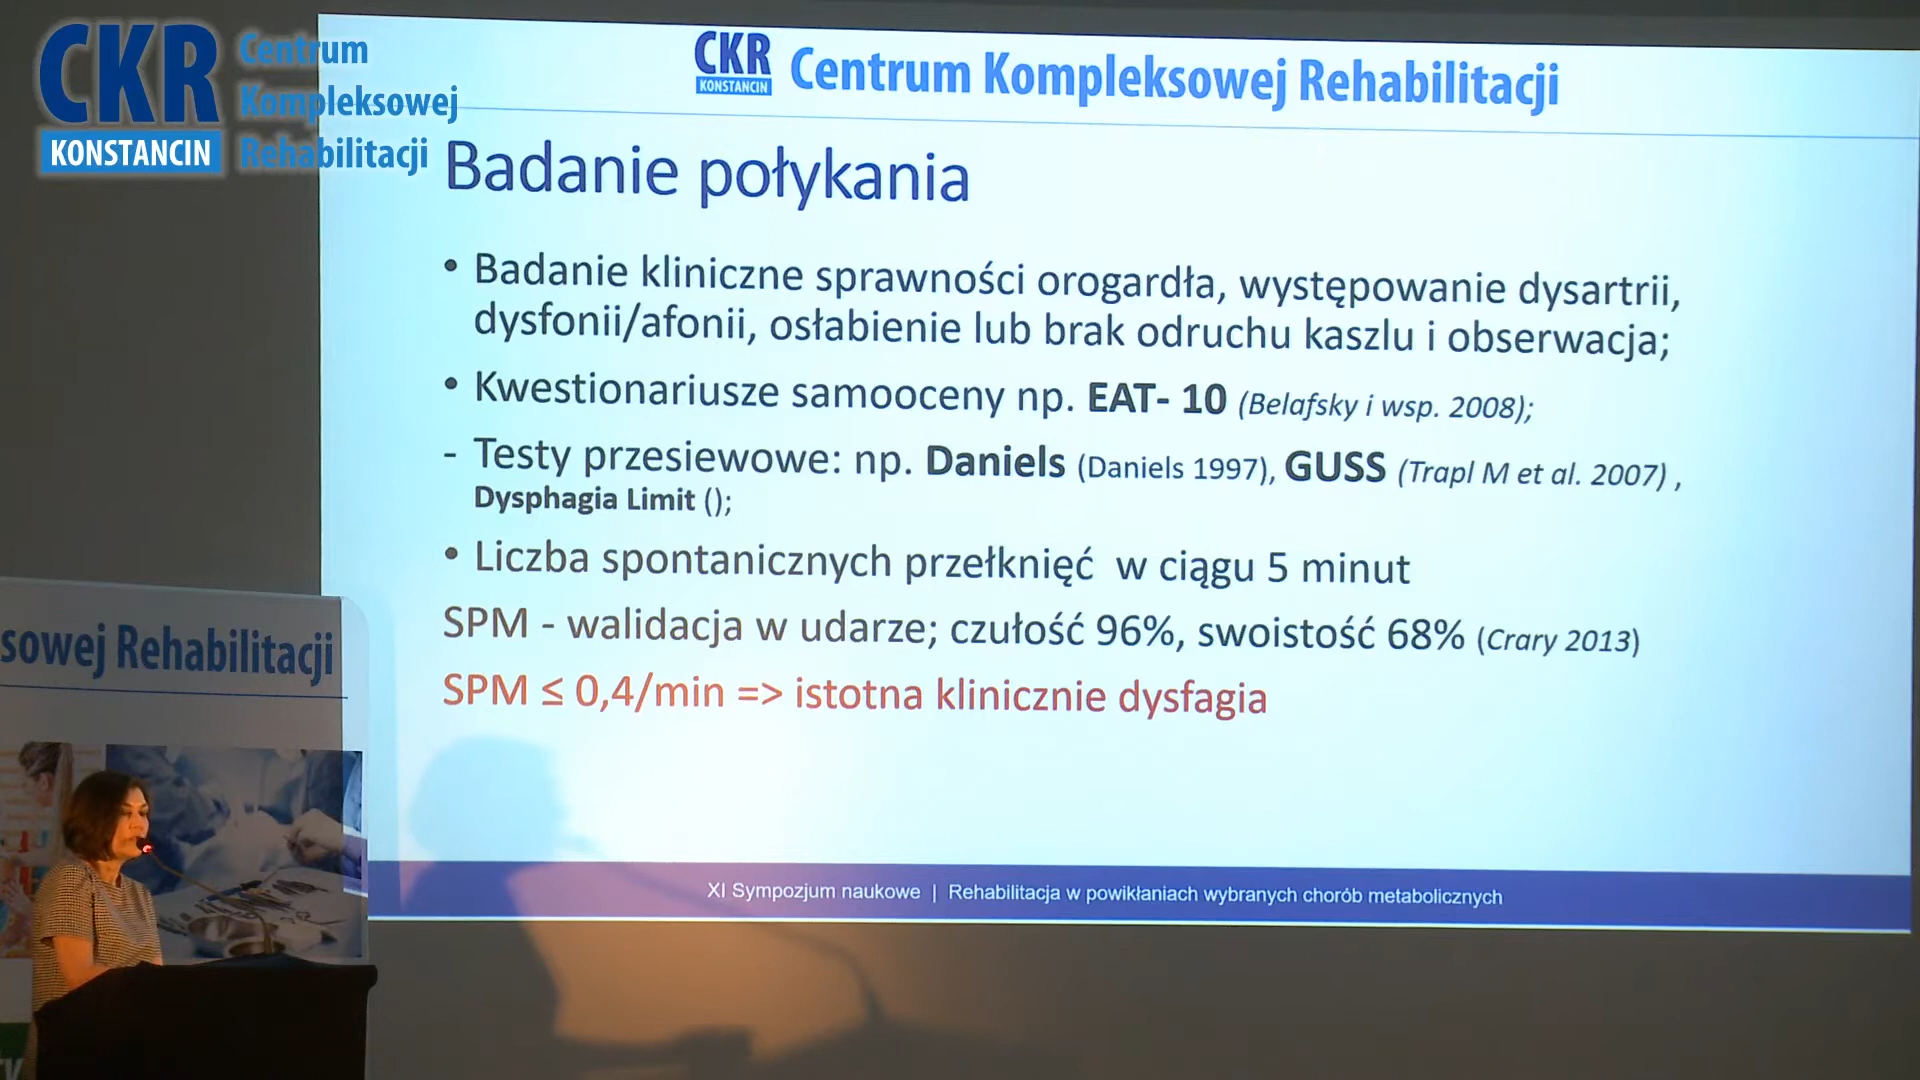 CKR
KONSTANCIN
Centrum
Kompleksowej
Rehabilitacji
CKR
KONSTANCIN
Centrum Kompleksowej Rehabilitacji
Badanie połykania
• Badanie kliniczne sprawności orogardła, występowanie dysartrii,
dysfonii/afonii, osłabienie lub brak odruchu kaszlu i obserwacja;
• Kwestionariusze samooceny np. EAT- 10 (Belafsky i wsp. 2008);
- Testy przesiewowe: np. Daniels (Daniels 1997), GUSS (Trapl M et al. 2007) ,
Dysphagia Limit ();
• Liczba spontanicznych przełknięć w ciągu 5 minut
SPM - walidacja w udarze; czułość 96%, swoistość 68% (Crary 2013)
SPM ≤ 0,4/min => istotna klinicznie dysfagia
XI Sympozjum naukowe | Rehabilitacja w powikłaniach wybranych chorób metabolicznych
sowej Rehabilitacji